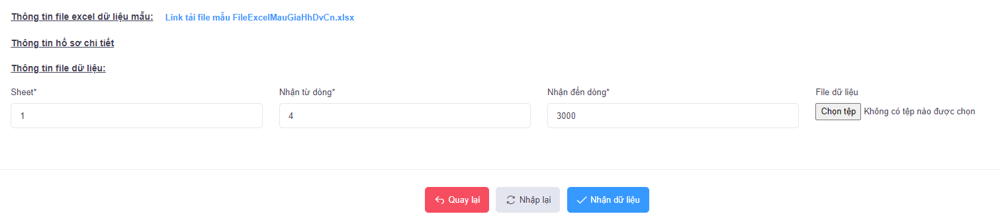 Thông tin file excel dữ liệu mẫu: Link tải file mẫu FileExcelMauGiaHhDvCn.xlsx
Thông tin hồ sơ chi tiết
Thông tin file dữ liệu:
Sheet* Nhận từ dòng* Nhận đến dòng* File dữ liệu
1 4 3000 Chọn tệp Không có tệp nào được chọn
Quay lại Nhập lại Nhận dữ liệu